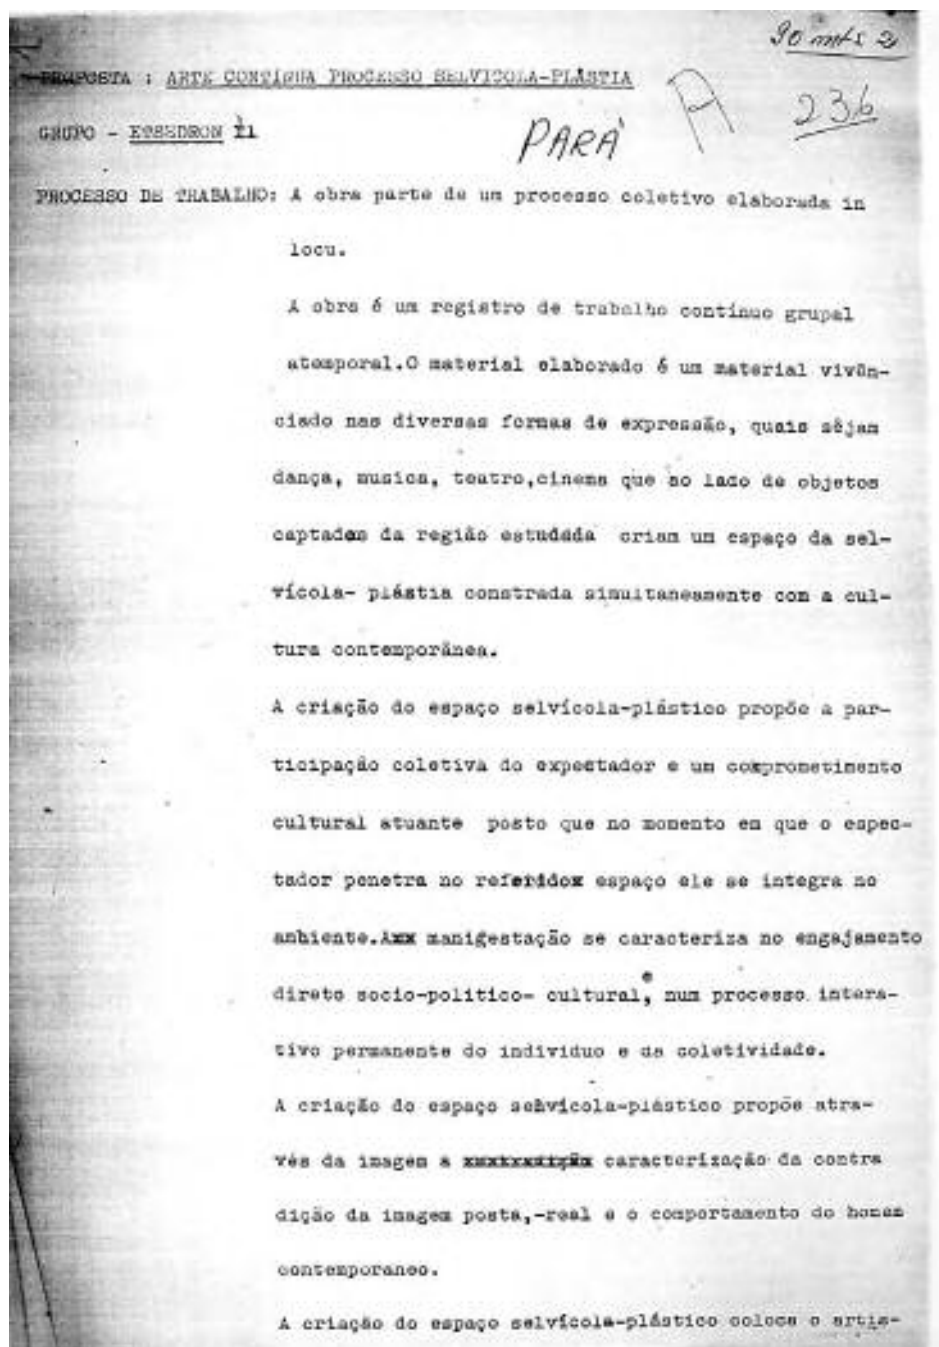 90 mts 2
PROPOSTA : ARTE CONTÍNUA PROCESSO SELVICOLA-PLÁSTIA
A 236
GRUPO - ETSEDRON II
PARÁ
PROCESSO DE TRABALHO: A obra parte de um processo coletivo elaborada in
locu.
A obra é um registro de trabalho contínuo grupal
atemporal.O material elaborado é um material vivên-
ciado nas diversas formas de expressão, quais sêjam
dança, musica, teatro,cinema que ao lado de objetos
captados da região estudada criam um espaço da sel-
vícola- plástia constrada simultaneamente com a cul-
tura contemporânea.
A criação do espaço selvícola-plástico propõe a par-
ticipação coletiva do expectador e um comprometimento
cultural atuante posto que no momento em que o espec-
tador penetra no referidox espaço ele se integra no
ambiente.Axx manigestação se caracteriza no engajamento
direto socio-politico- cultural, e num processo intera-
tivo permanente do individuo e da coletividade.
A criação do espaço selvicola-plástico propõe atra-
vés da imagem a caracterização da contra
dição da imagem posta,-real e o comportamento do homem
contemporaneo.
A criação do espaço selvícola-plástico coloca o artis-